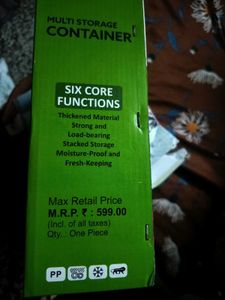 MULTI STORAGE
CONTAINER
SIX CORE
FUNCTIONS
Thickened Material
Strong and
Load-bearing
Stacked Storage
Moisture-Proof and
Fresh-Keeping
Max Retail Price
M.R.P. ₹ : 599.00
(Incl. of all taxes)
Qty..: One Piece
PP